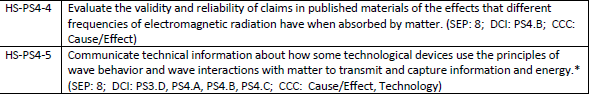 HS-PS4-4 Evaluate the validity and reliability of claims in published materials of the effects that different
frequencies of electromagnetic radiation have when absorbed by matter. (SEP: 8; DCI: PS4.B; CCC:
Cause/Effect)
HS-PS4-5 Communicate technical information about how some technological devices use the principles of
wave behavior and wave interactions with matter to transmit and capture information and energy.*
(SEP: 8; DCI: PS3.D, PS4.A, PS4.B, PS4.C; CCC: Cause/Effect, Technology)